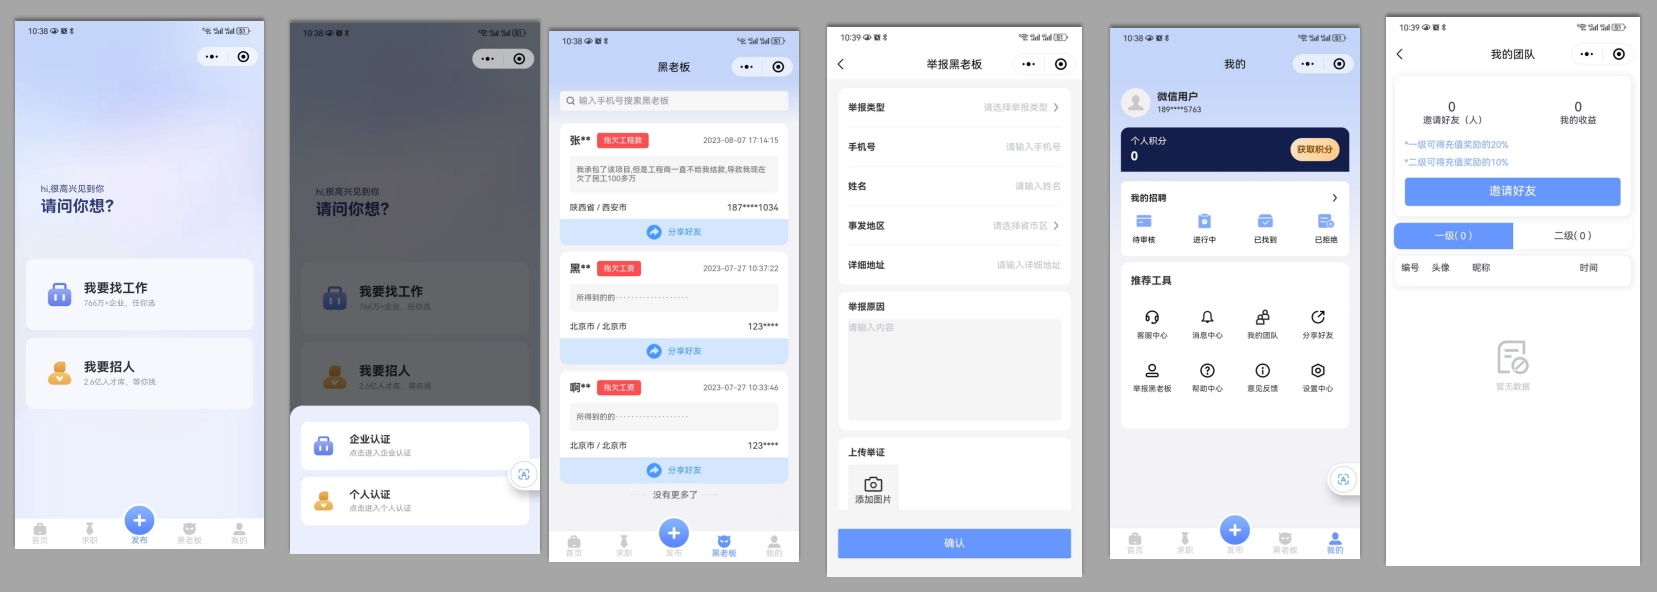 10:38
51
hi,很高兴见到你
请问你想?
我要找工作
766万+企业，任你选
我要招人
2.6亿人才库，等你挑
首页
求职
发布
黑老板
我的
10:38
51
hi,很高兴见到你
请问你想?
我要找工作
766万+企业，任你选
我要招人
2.6亿人才库，等你挑
企业认证
点击进入企业认证
个人认证
点击进入个人认证
10:38
51
黑老板
输入手机号搜索黑老板
张** 拖欠工程款 2023-08-07 17:14:15
我承包了该项目,但是工程商一直不给我结款,导致我现在
欠了民工100多万
陕西省 / 西安市 187****1034
分享好友
黑** 拖欠工资 2023-07-27 10:37:22
所得到的的···················
北京市 / 北京市 123****
分享好友
啊** 拖欠工资 2023-07-27 10:33:46
所得到的的···················
北京市 / 北京市 123****
分享好友
没有更多了
首页
求职
发布
黑老板
我的
10:39
51
举报黑老板
举报类型 请选择举报类型
手机号 请输入手机号
姓名 请输入姓名
事发地区 请选择省市区
详细地址 请输入详细地址
举报原因
请输入内容
上传举证
添加图片
确认
10:38
51
我的
微信用户
189****5763
个人积分
0
获取积分
我的招聘
待审核 进行中 已找到 已拒绝
推荐工具
客服中心 消息中心 我的团队 分享好友
举报黑老板 帮助中心 意见反馈 设置中心
首页
求职
发布
黑老板
我的
10:39
51
我的团队
0 0
邀请好友（人） 我的收益
*一级可得充值奖励的20%
*二级可得充值奖励的10%
邀请好友
一级( 0 ) 二级( 0 )
编号 头像 昵称 时间
暂无数据